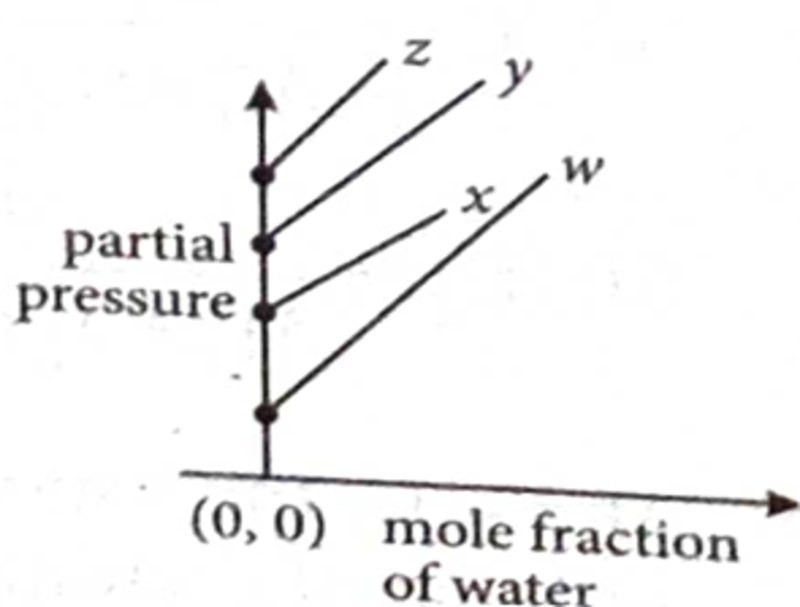 z
y
w
x
partial
pressure
(0, 0) mole fraction
of water